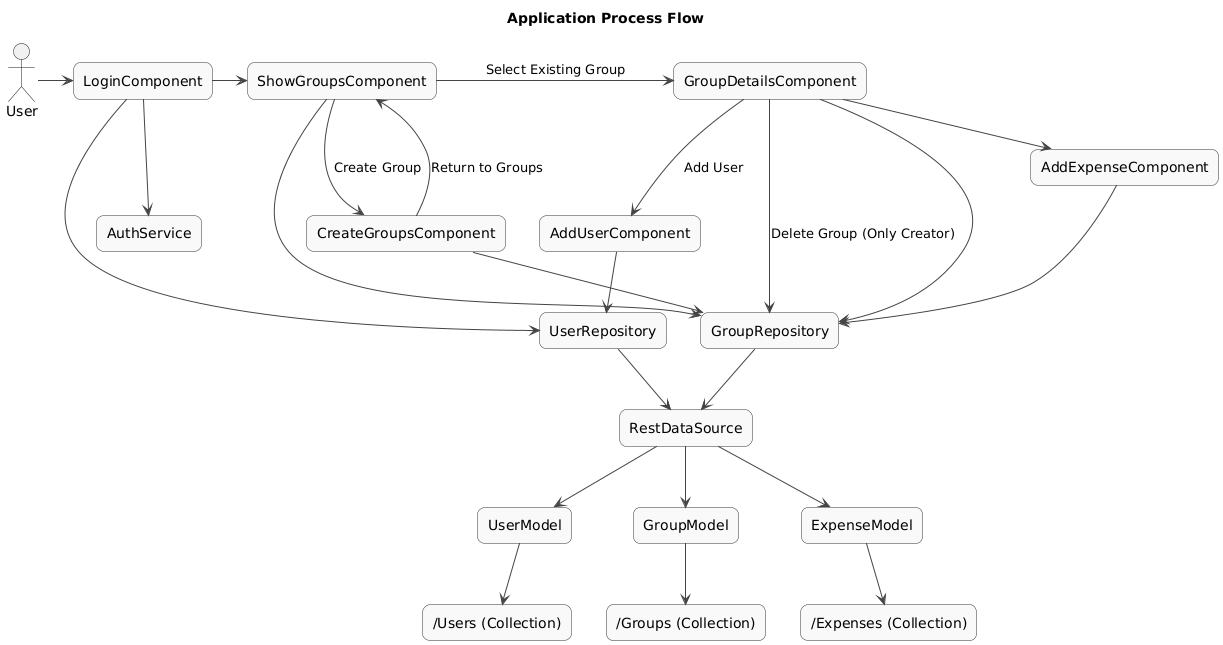 Application Process Flow
User
LoginComponent
ShowGroupsComponent
Select Existing Group
GroupDetailsComponent
Create Group
Return to Groups
Add User
AddExpenseComponent
AuthService
CreateGroupsComponent
AddUserComponent
Delete Group (Only Creator)
UserRepository
GroupRepository
RestDataSource
UserModel
GroupModel
ExpenseModel
/Users (Collection)
/Groups (Collection)
/Expenses (Collection)